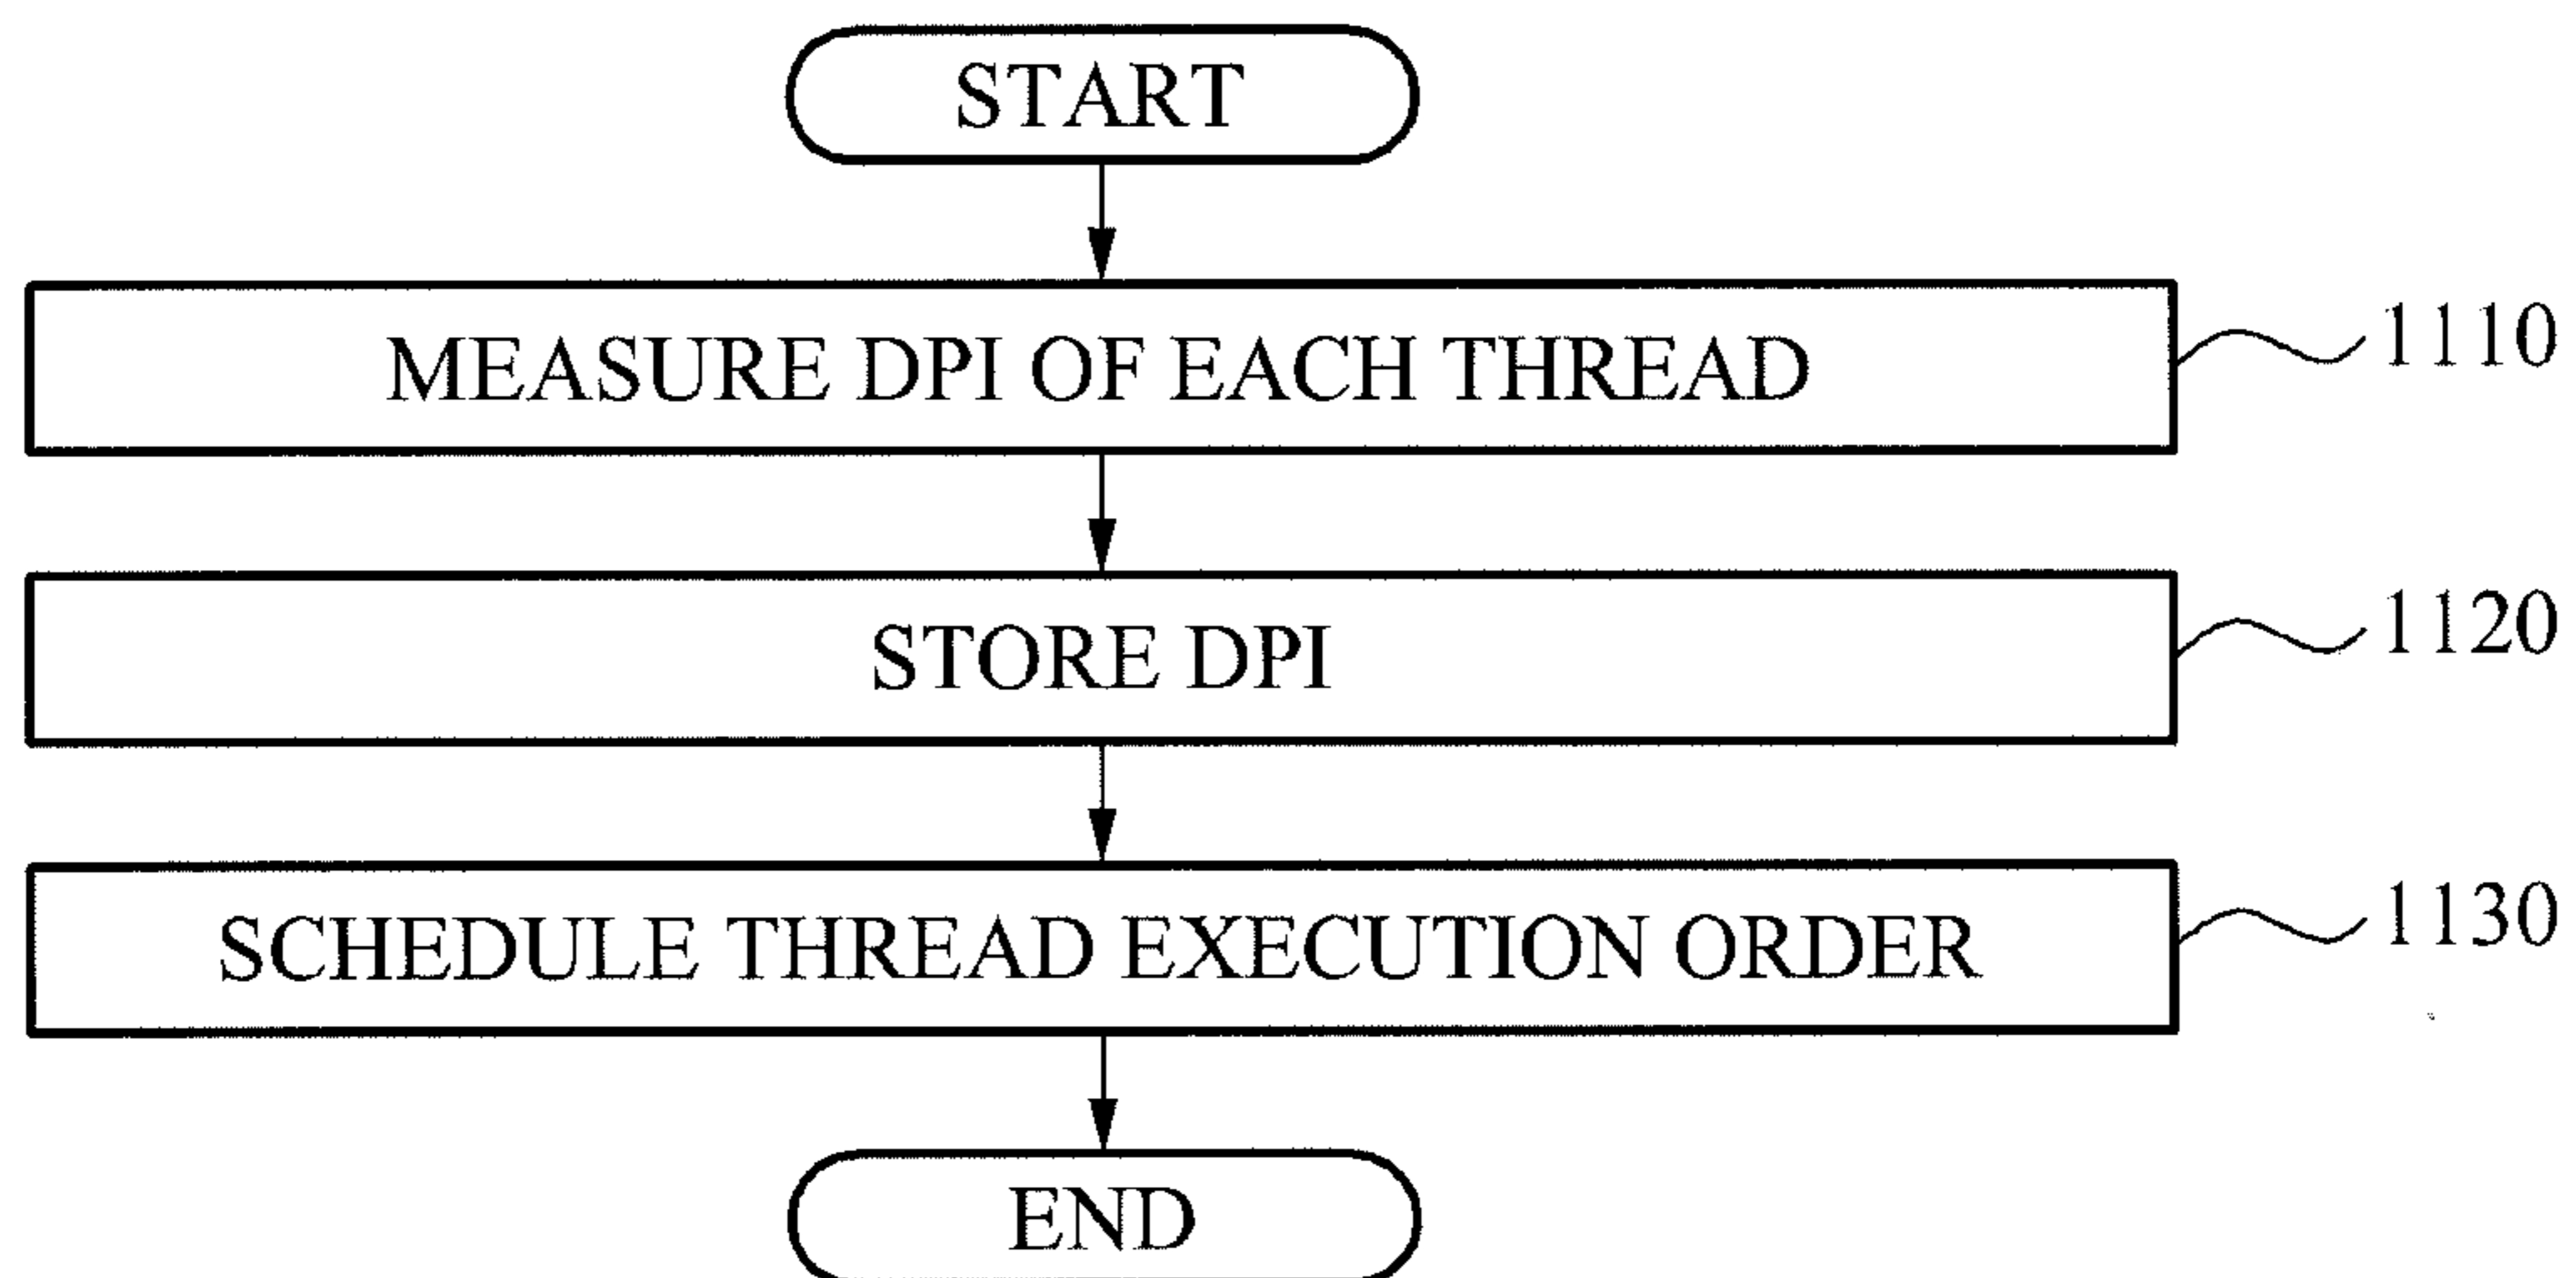 START
MEASURE DPI OF EACH THREAD
1110
STORE DPI
1120
SCHEDULE THREAD EXECUTION ORDER
1130
END